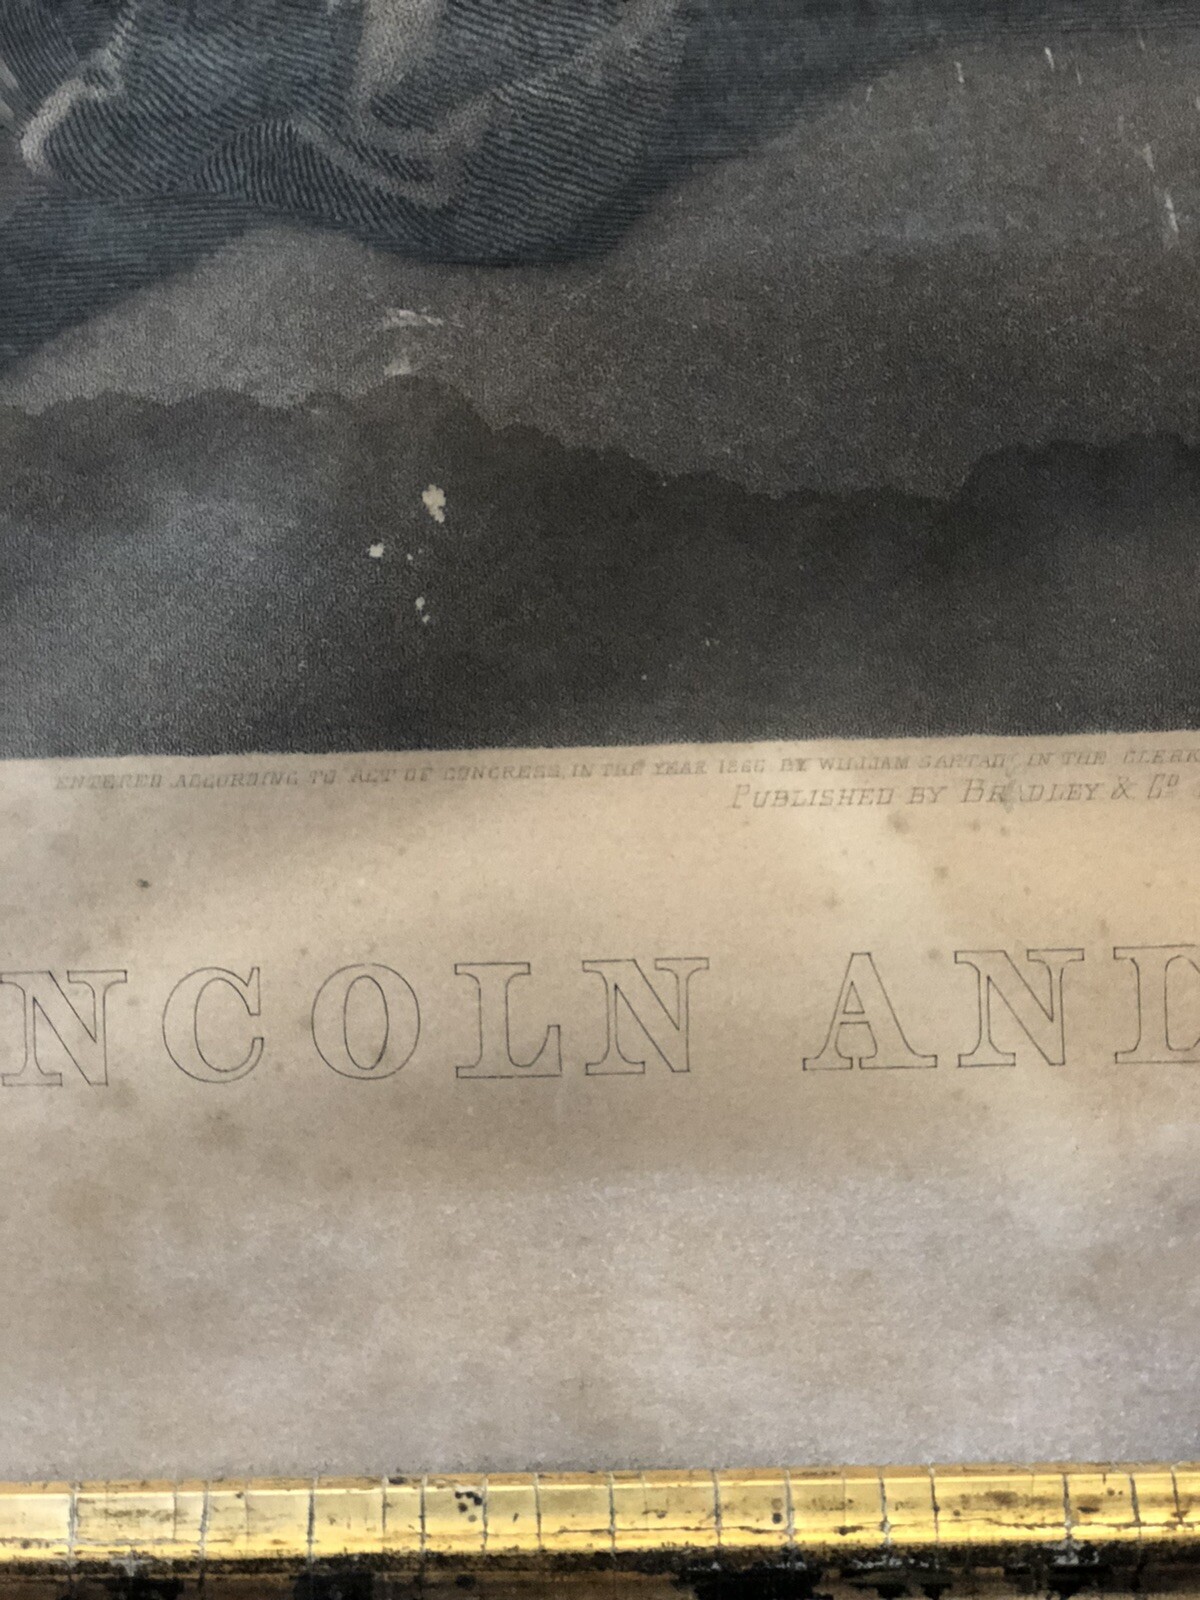 ENTERED ACCORDING TO ACT OF CONGRESS, IN THE YEAR 1866 BY WILLIAM SARTAIN, IN THE CLERK
PUBLISHED BY BRADLEY & Co
NCOLN AND